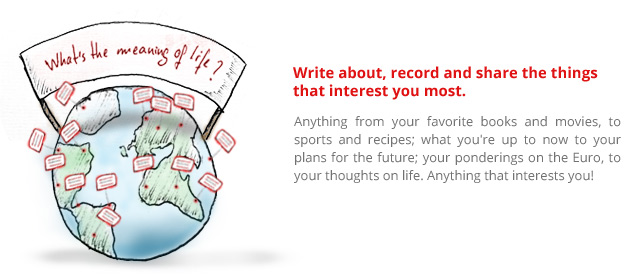 What's the meaning of life?
Write about, record and share the things
that interest you most.
Anything from your favorite books and movies, to
sports and recipes; what you're up to now to your
plans for the future; your ponderings on the Euro, to
your thoughts on life. Anything that interests you!